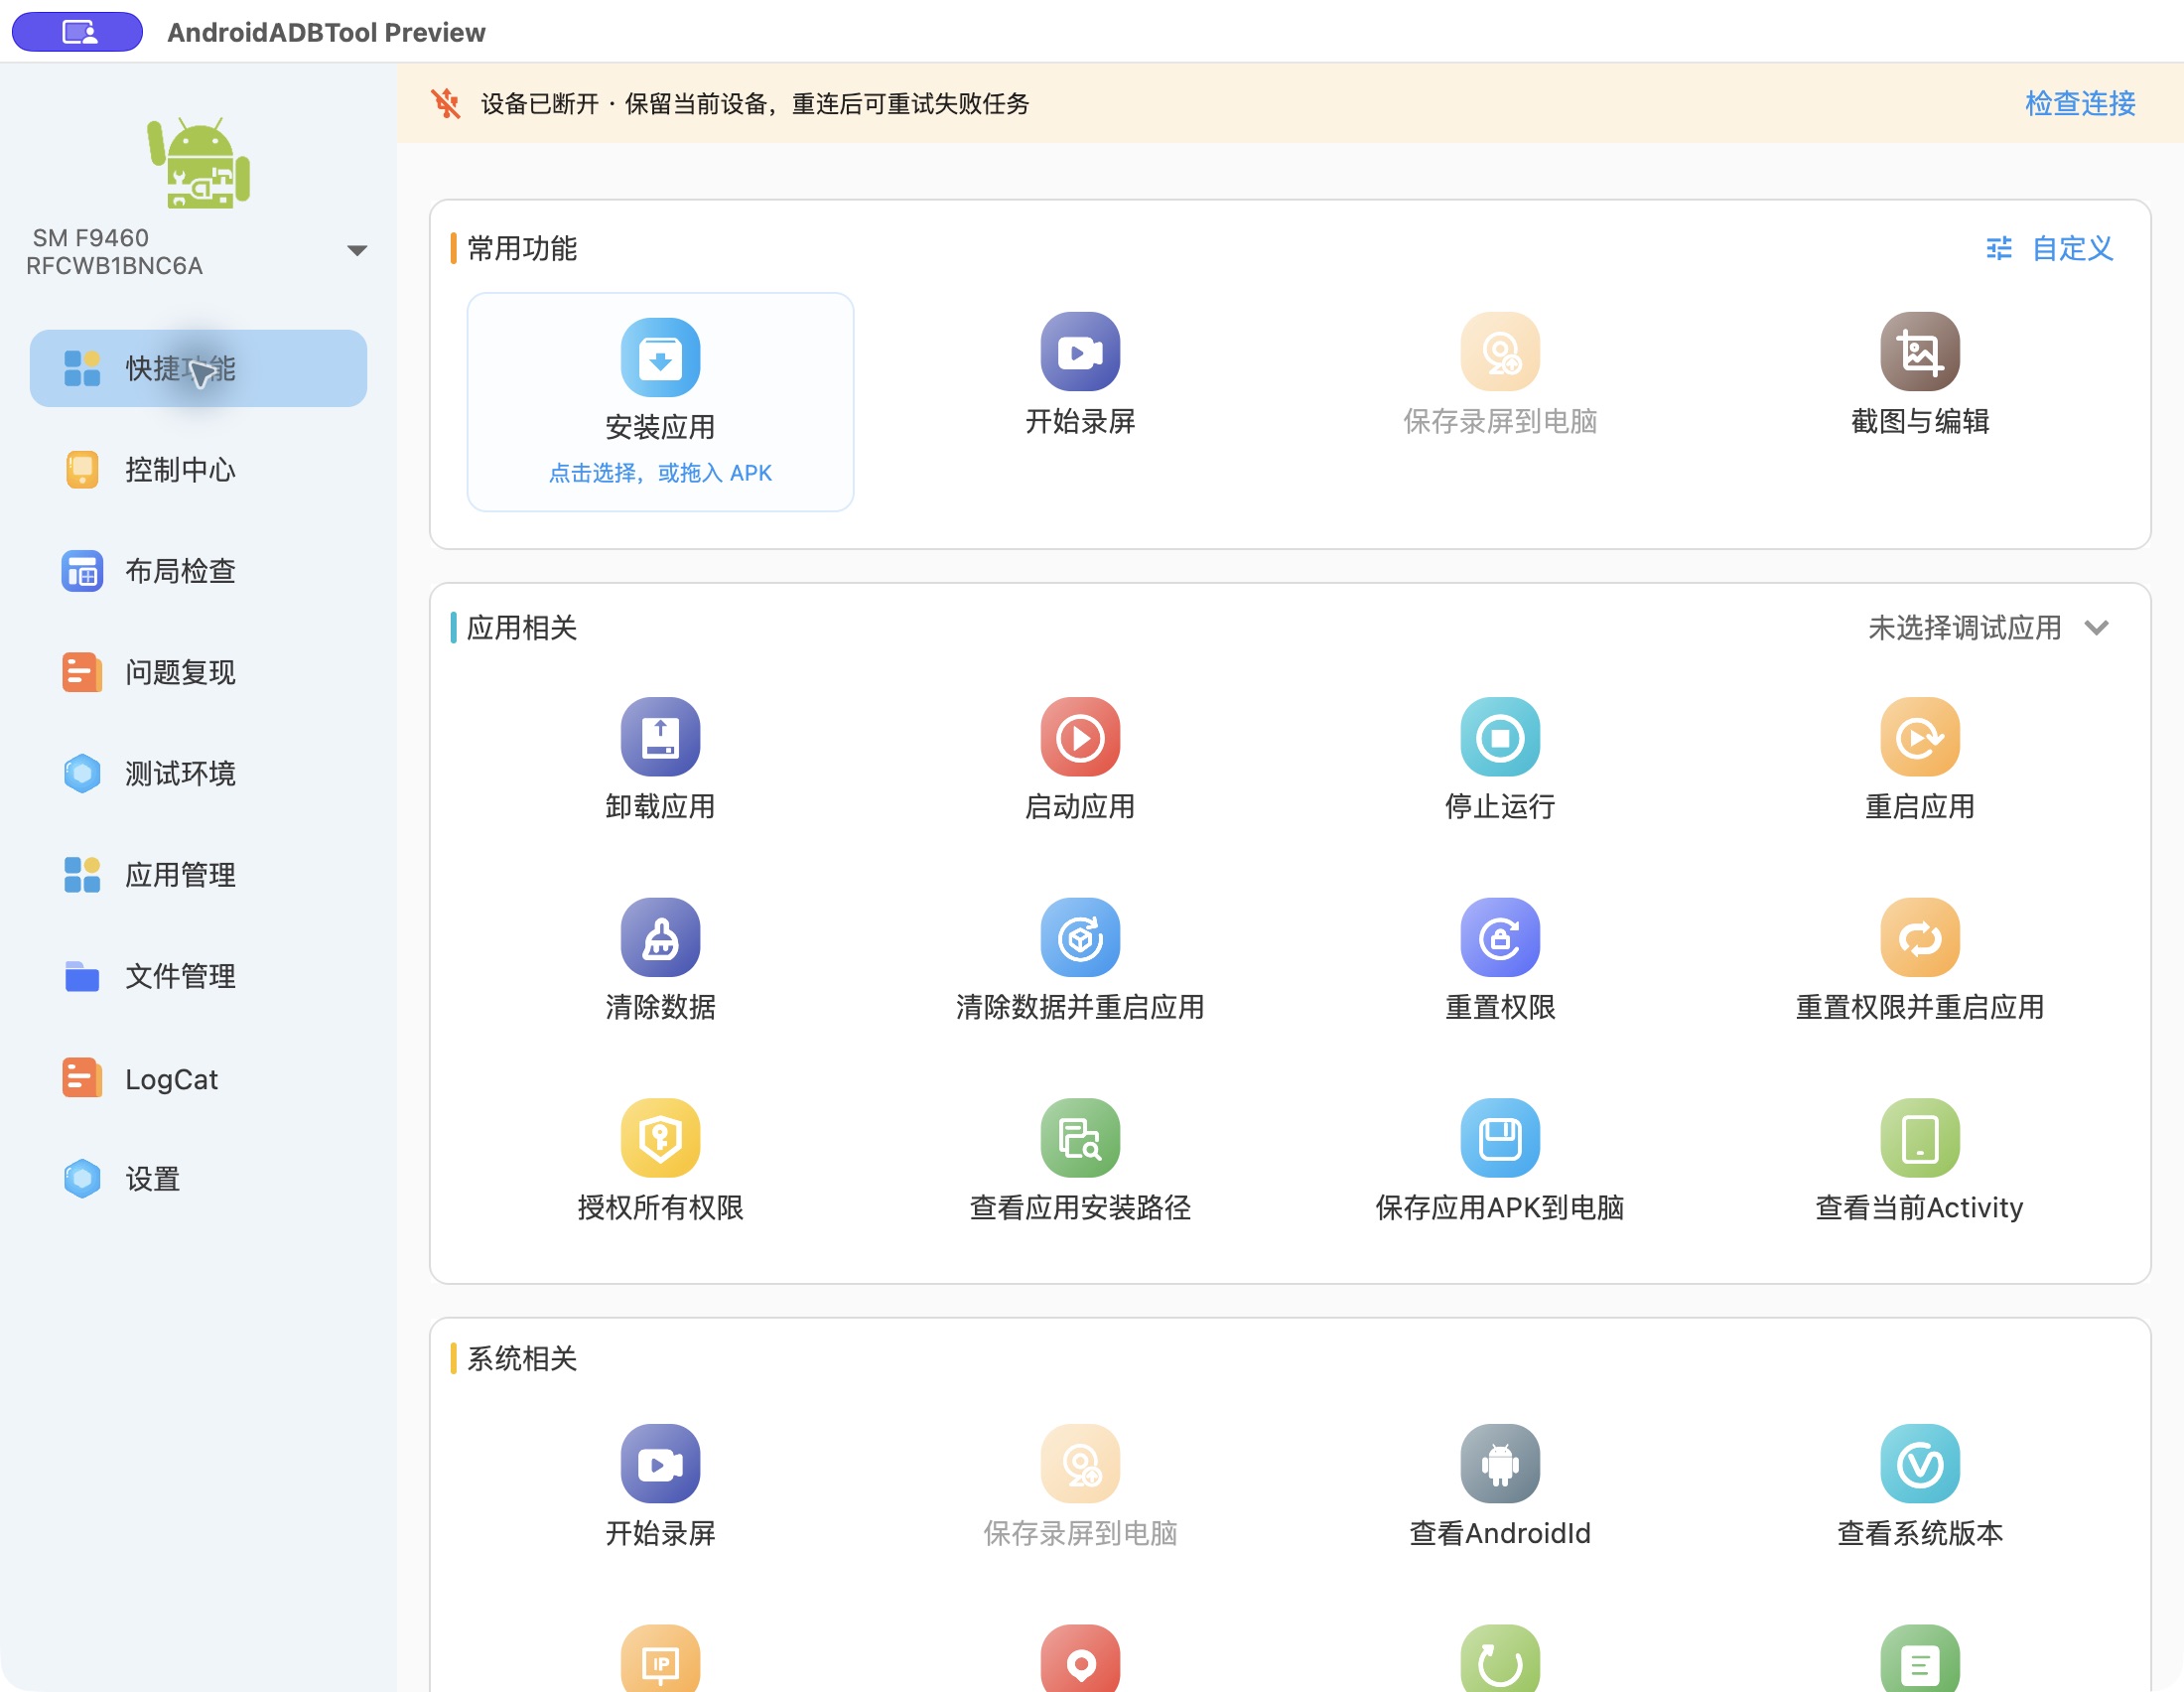 AndroidADBTool Preview
设备已断开 · 保留当前设备，重连后可重试失败任务
检查连接
SM F9460
RFCWB1BNC6A
快捷功能
控制中心
布局检查
问题复现
测试环境
应用管理
文件管理
LogCat
设置
常用功能
自定义
安装应用
点击选择，或拖入 APK
开始录屏
保存录屏到电脑
截图与编辑
应用相关
未选择调试应用
卸载应用
启动应用
停止运行
重启应用
清除数据
清除数据并重启应用
重置权限
重置权限并重启应用
授权所有权限
查看应用安装路径
保存应用APK到电脑
查看当前Activity
系统相关
开始录屏
保存录屏到电脑
查看AndroidId
查看系统版本
IP